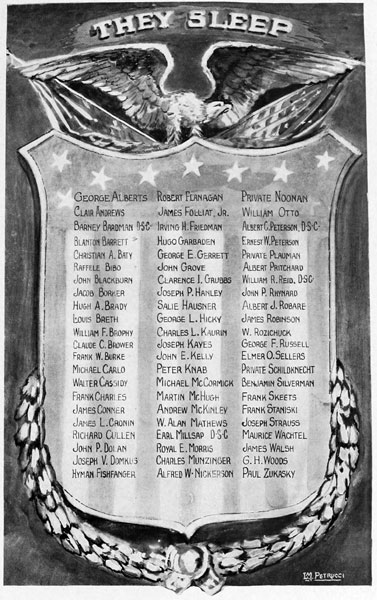 THEY SLEEP
GEORGE ALBERTS
CLAIR ANDREWS
BARNEY BARDMAN D·S·C
BLANTON BARRETT
CHRISTIAN A. BATY
RAFFELE BIBO
JOHN BLACKBURN
JACOB BORKER
HUGH A. BRADY
LOUIS BRETH
WILLIAM F. BROPHY
CLAUDE C. BROWER
FRANK W. BURKE
MICHAEL CARLO
WALTER CASSIDY
FRANK CHARLES
JAMES CONNER
JAMES L. CRONIN
RICHARD CULLEN
JOHN P. DOLAN
JOSEPH V. DOMKUS
HYMAN FISHFANGER
ROBERT FLANAGAN
JAMES FOLLIAT, JR.
IRVING H. FRIEDMAN
HUGO GARBADEN
GEORGE E. GERRETT
JOHN GROVE
CLARENCE I. GRUBBS
JOSEPH P. HANLEY
SALIE HAUSNER
GEORGE L. HICKY
CHARLES L. KAURIN
JOSEPH KAYES
JOHN E. KELLY
PETER KNAB
MICHAEL MCCORMICK
MARTIN MCHUGH
ANDREW MCKINLEY
W. ALAN MATHEWS
EARL MILLSAP D·S·C
ROYAL E. MORRIS
CHARLES MUNZINGER
ALFRED W. NICKERSON
PRIVATE NOONAN
WILLIAM OTTO
ALBERT G. PETERSON, D·S·C
ERNEST W. PETERSON
PRIVATE PLAUMAN
ALBERT PRITCHARD
WILLIAM R. REID, D·S·C
JOHN P. RHYNARD
ALBERT J. ROBARE
JAMES ROBINSON
W. ROZICHUCK
GEORGE F. RUSSELL
ELMER O. SELLERS
PRIVATE SCHILDKNECHT
BENJAMIN SILVERMAN
FRANK SKEETS
FRANK STANISKI
JOSEPH STRAUSS
MAURICE WACHTEL
JAMES WALSH
G. H. WOODS
PAUL ZUKASKY
PETRUCCI